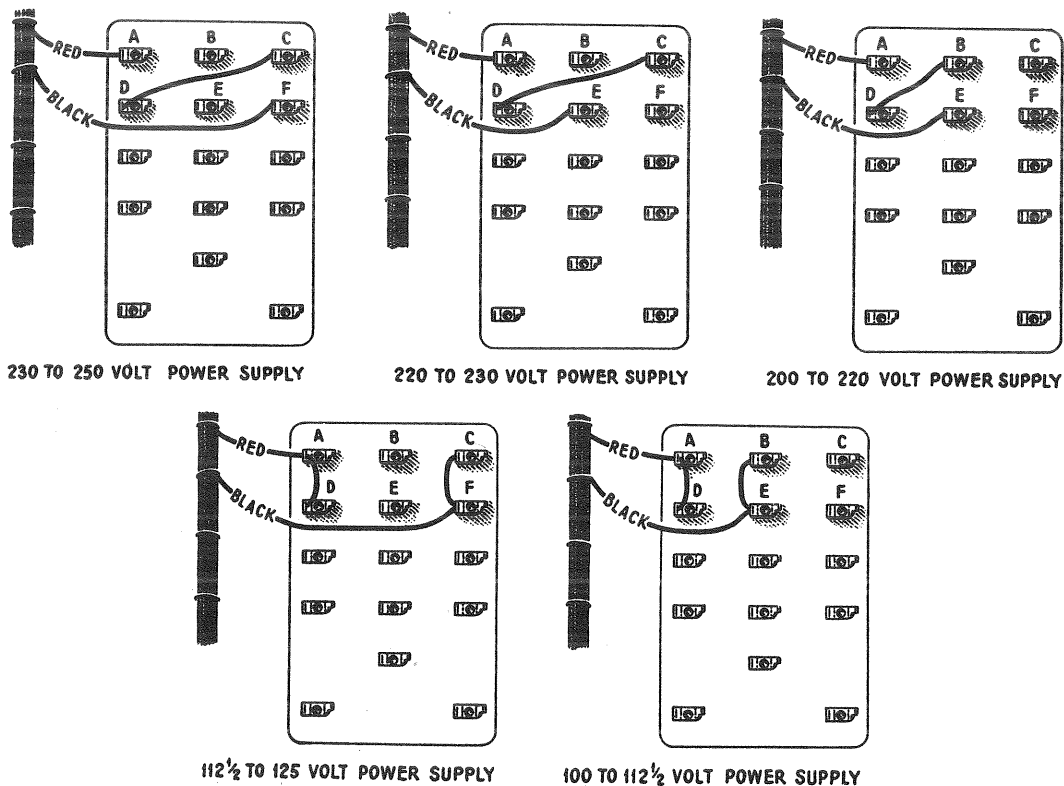 A B C
RED
D E F
BLACK
230 TO 250 VOLT POWER SUPPLY
A B C
RED
D E F
BLACK
220 TO 230 VOLT POWER SUPPLY
A B C
RED
D E F
BLACK
200 TO 220 VOLT POWER SUPPLY
A B C
RED
D E F
BLACK
112½ TO 125 VOLT POWER SUPPLY
A B C
RED
D E F
BLACK
100 TO 112½ VOLT POWER SUPPLY